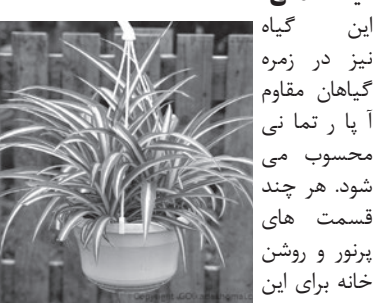 این گیاه
نیز در زمره
گیاهان مقاوم
آ پا ر تما نی
محسوب می
شود. هر چند
قسمت های
پرنور و روشن
خانه برای این